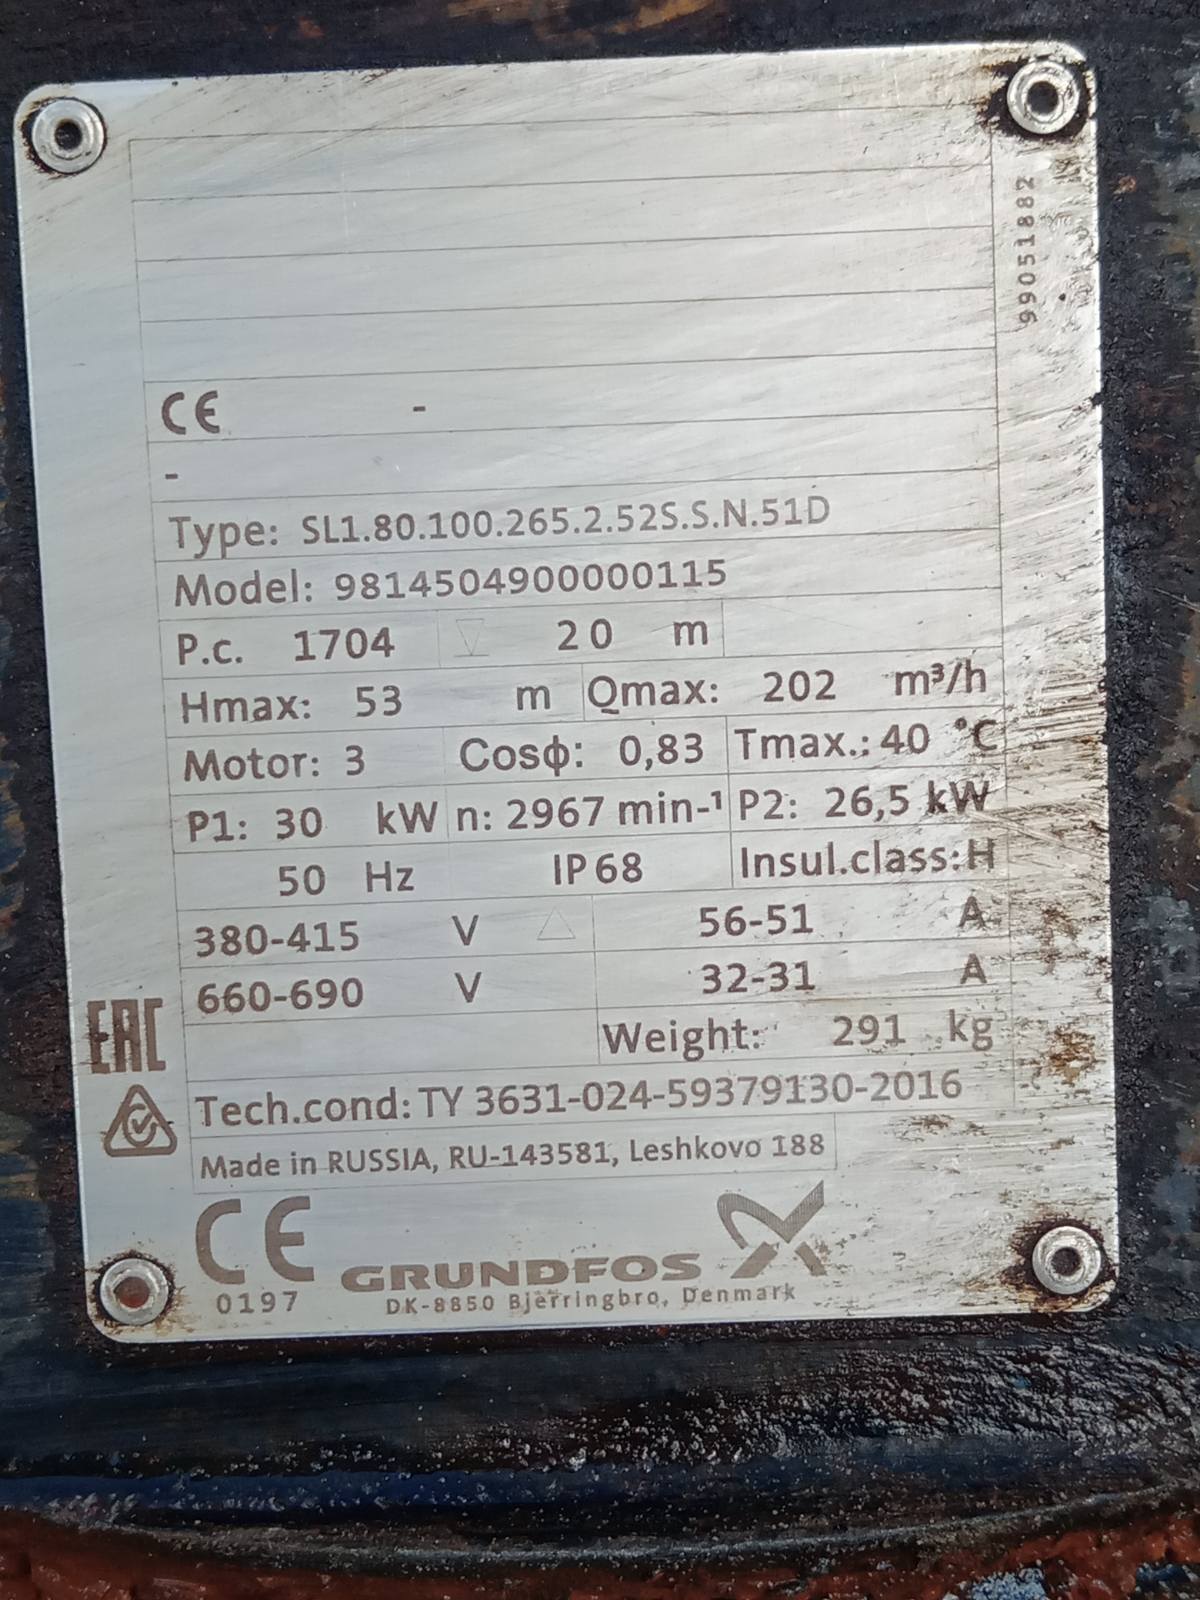 99051882
CE -
-
Type: SL1.80.100.265.2.52S.S.N.51D
Model: 9814504900000115
P.c. 1704 20 m
Hmax: 53 m Qmax: 202 m³/h
Motor: 3 Cosφ: 0,83 Tmax.: 40 °C
P1: 30 kW n: 2967 min-¹ P2: 26,5 kW
50 Hz IP68 Insul.class: H
380-415 V △ 56-51 A
660-690 V 32-31 A
Weight: 291 kg
EAC
Tech.cond: TY 3631-024-59379130-2016
Made in RUSSIA, RU-143581, Leshkovo 188
CE
0197
GRUNDFOS
DK-8850 Bjerringbro, Denmark